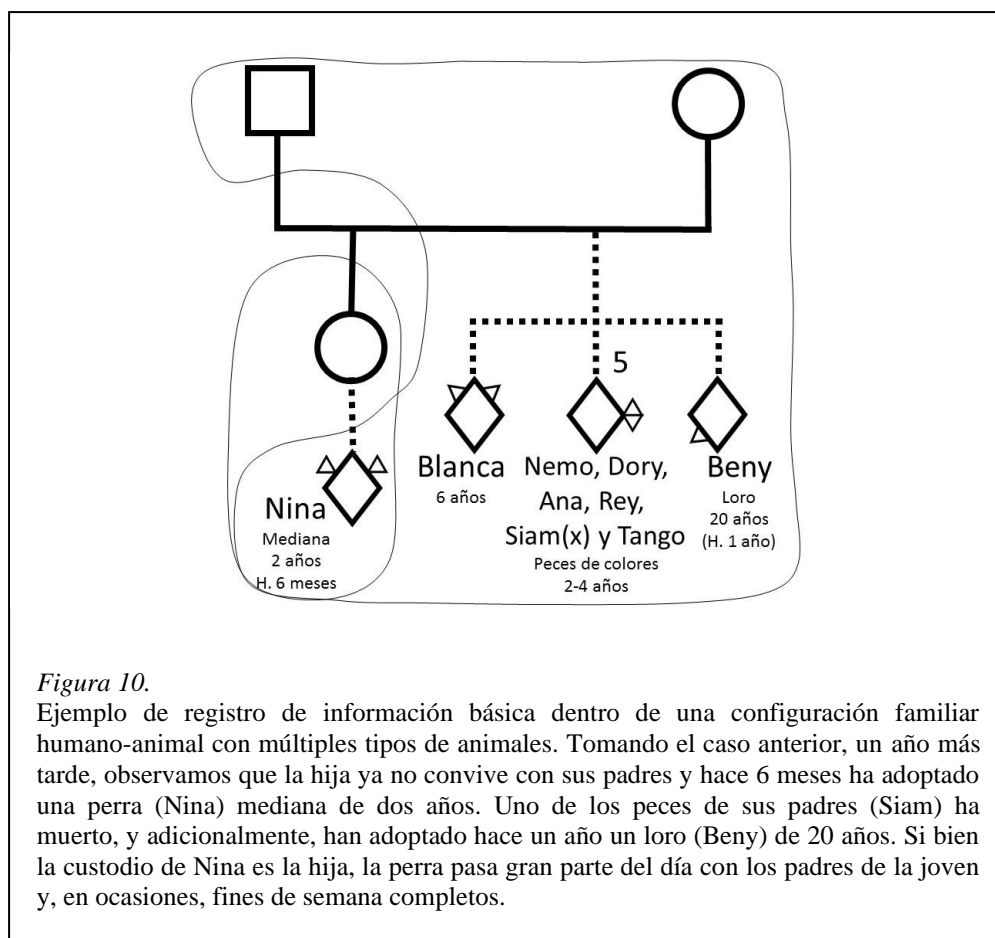 5
Blanca
6 años
Nemo, Dory,
Ana, Rey,
Siam(x) y Tango
Peces de colores
2-4 años
Beny
Loro
20 años
(H. 1 año)
Nina
Mediana
2 años
H. 6 meses
Figura 10.
Ejemplo de registro de información básica dentro de una configuración familiar
humano-animal con múltiples tipos de animales. Tomando el caso anterior, un año más
tarde, observamos que la hija ya no convive con sus padres y hace 6 meses ha adoptado
una perra (Nina) mediana de dos años. Uno de los peces de sus padres (Siam) ha
muerto, y adicionalmente, han adoptado hace un año un loro (Beny) de 20 años. Si bien
la custodio de Nina es la hija, la perra pasa gran parte del día con los padres de la joven
y, en ocasiones, fines de semana completos.